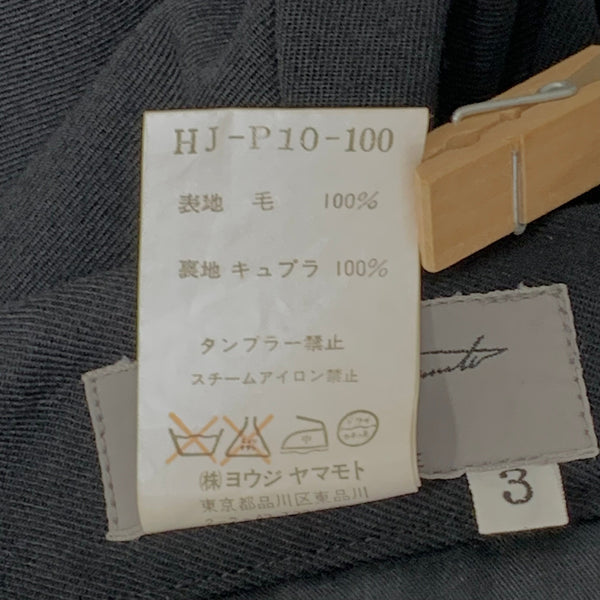 HJ-P10-100
表地 毛 100%
裏地 キュプラ 100%
タンブラー禁止
スチームアイロン禁止
中
(株)ヨウジ ヤマモト
東京都品川区東品川
3